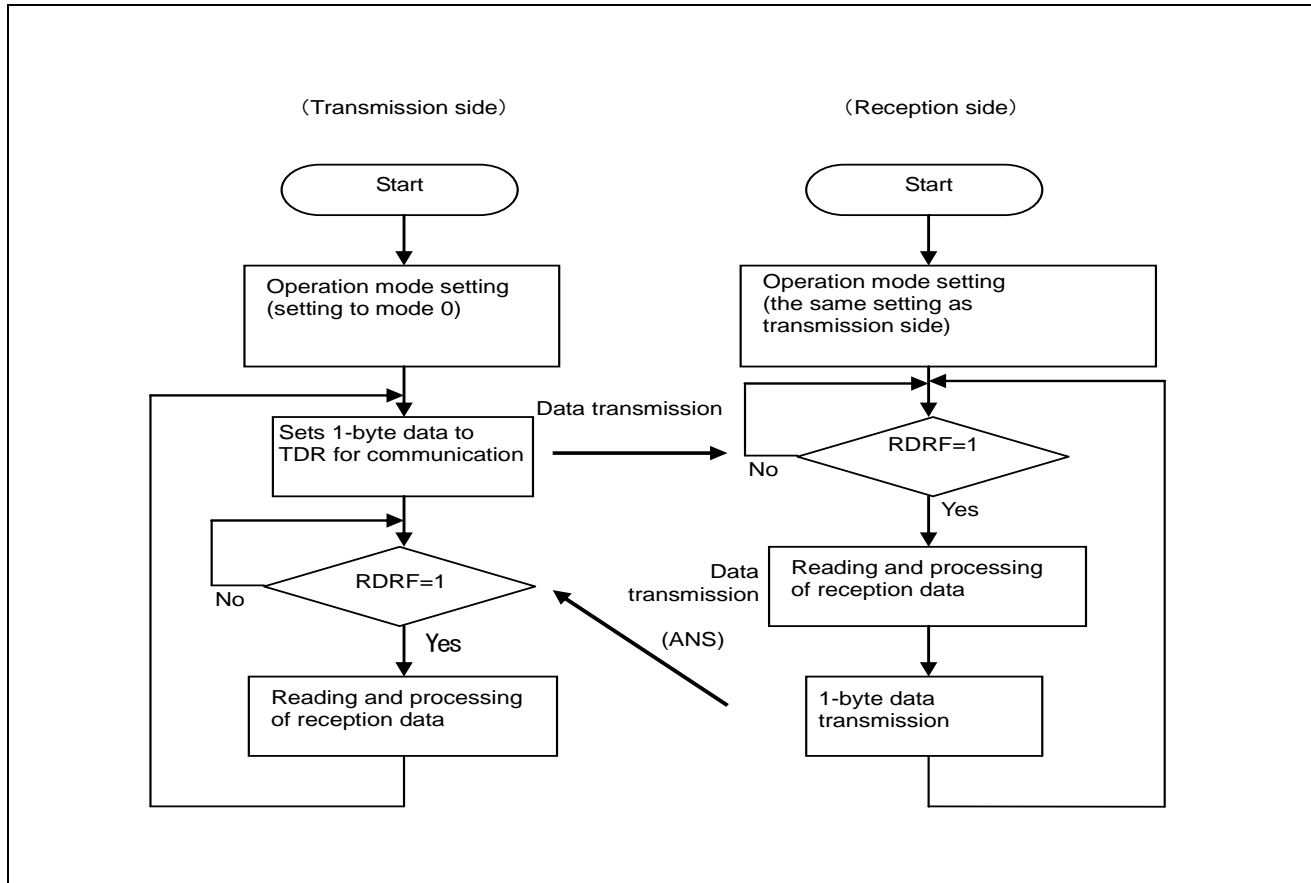 （Transmission side）
Start
Operation mode setting
(setting to mode 0)
Sets 1-byte data to
TDR for communication
RDRF=1
No
Yes
Reading and processing
of reception data
Data transmission
Data
transmission
(ANS)
（Reception side）
Start
Operation mode setting
(the same setting as
transmission side)
RDRF=1
No
Yes
Reading and processing
of reception data
1-byte data
transmission